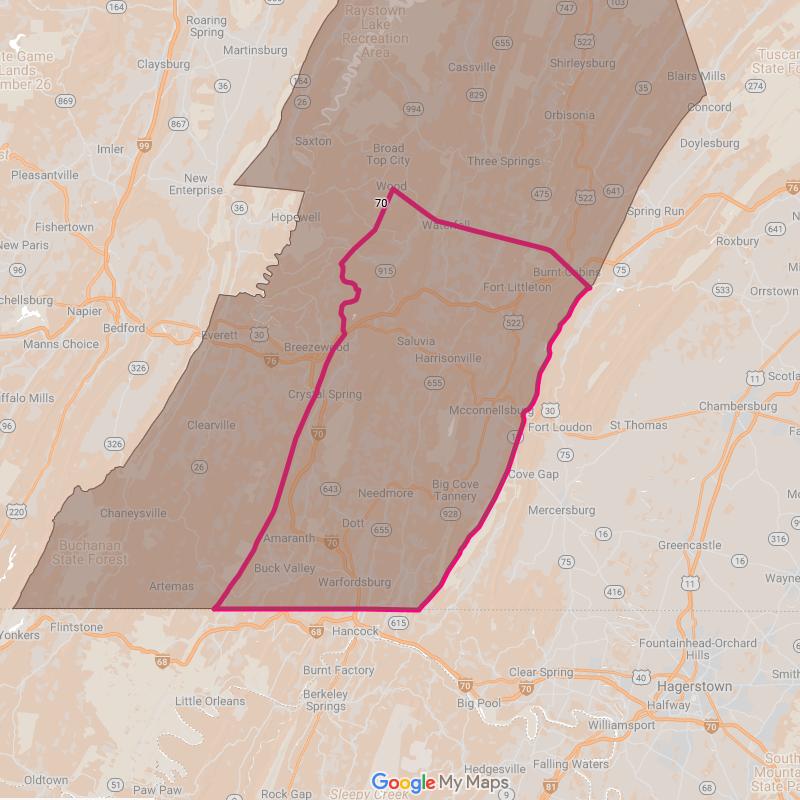 164
Roaring
Spring
Raystown
Lake
Recreation
Area
747
103
655
522
Martinsburg
te Game
Lands
mber 26
Claysburg
Cassville
Shirleysburg
Tuscar
State Fo
36
164
26
829
35
Blairs Mills
274
869
994
Concord
867
Orbisonia
Saxton
Doylesburg
Imler
99
Broad
Top City
Three Springs
Pleasantville
New
Enterprise
Wood
475
522
641
70
36
Hopewell
Spring Run
Fishertown
Waterfall
641
New Paris
Roxbury
96
915
Burnt Cabins
75
Fort Littleton
533
Orrstown
chellsburg
Napier
522
Bedford
Everett
30
Saluvia
Manns Choice
Breezewood
Harrisonville
76
326
655
11
Scotla
Crystal Spring
ffalo Mills
Mcconnellsburg
30
Chambersburg
96
Clearville
Fort Loudon
St Thomas
70
16
326
75
26
Cove Gap
643
Big Cove
Tannery
Needmore
220
Chaneysville
928
Mercersburg
Dott
655
16
316
Amaranth
70
Greencastle
Buchanan
State Forest
75
16
Buck Valley
Wayne
Artemas
Warfordsburg
416
11
Yonkers
Flintstone
68
615
Hancock
68
Fountainhead-Orchard
Hills
Burnt Factory
Clear Spring
40
Smith
Little Orleans
Berkeley
Springs
70
70
Hagerstown
Big Pool
Halfway
Williamsport
70
Hedgesville
Falling Waters
South
Mounta
State Pa
Oldtown
51
Paw Paw
Google My Maps
9
81
68
Rock Gap
Sleepy Creek